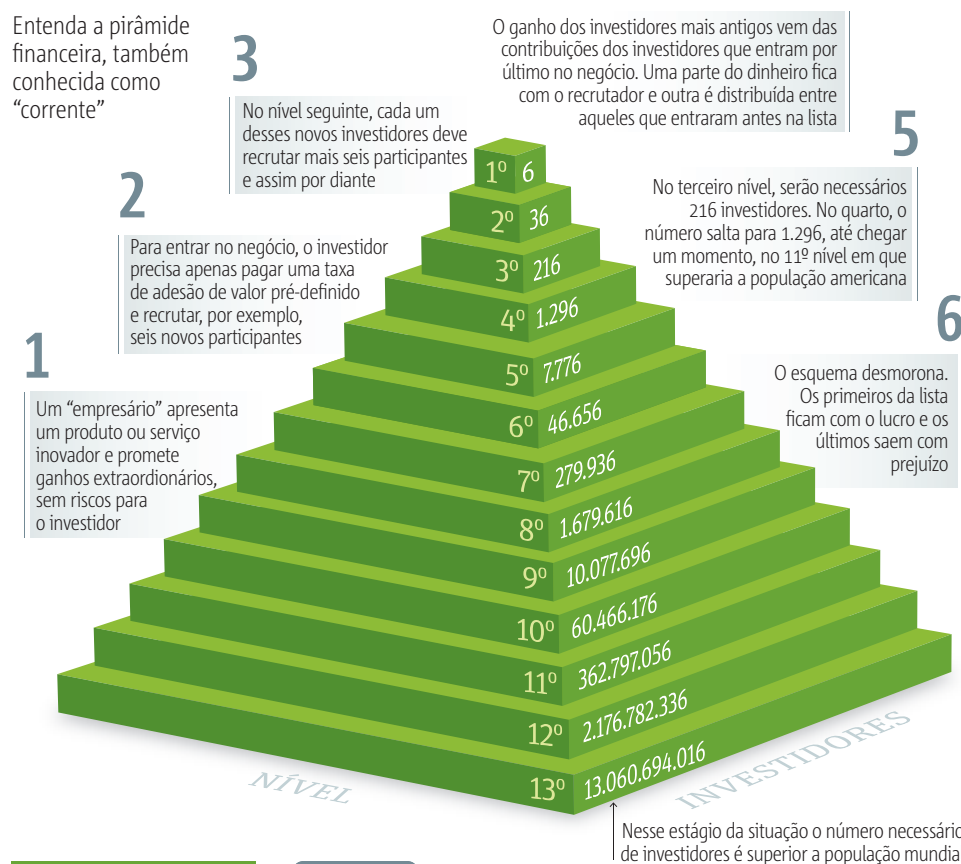 Entenda a pirâmide
financeira, também
conhecida como
“corrente”
1
Um “empresário” apresenta
um produto ou serviço
inovador e promete
ganhos extraordinários,
sem riscos para
o investidor
2
Para entrar no negócio, o investidor
precisa apenas pagar uma taxa
de adesão de valor pré-definido
e recrutar, por exemplo,
seis novos participantes
3
No nível seguinte, cada um
desses novos investidores deve
recrutar mais seis participantes
e assim por diante
O ganho dos investidores mais antigos vem das
contribuições dos investidores que entram por
último no negócio. Uma parte do dinheiro fica
com o recrutador e outra é distribuída entre
aqueles que entraram antes na lista
5
No terceiro nível, serão necessários
216 investidores. No quarto, o
número salta para 1.296, até chegar
um momento, no 11º nível em que
superaria a população americana
6
O esquema desmorona.
Os primeiros da lista
ficam com o lucro e os
últimos saem com
prejuízo
1º 6
2º 36
3º 216
4º 1.296
5º 7.776
6º 46.656
7º 279.936
8º 1.679.616
9º 10.077.696
10º 60.466.176
11º 362.797.056
12º 2.176.782.336
13º 13.060.694.016
NÍVEL
INVESTIDORES
Nesse estágio da situação o número necessário
de investidores é superior a população mundia